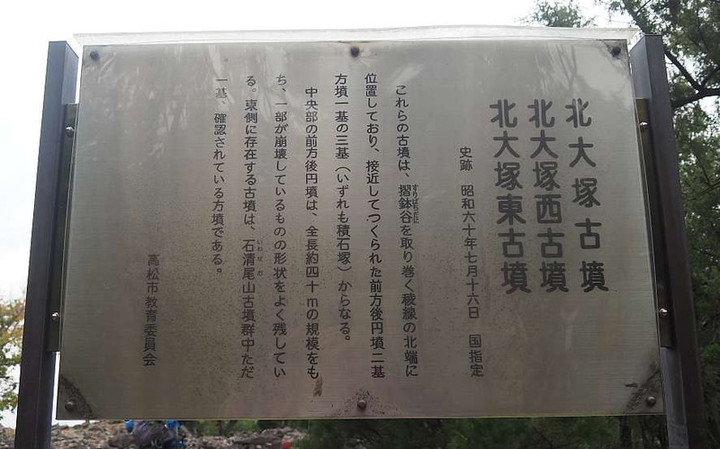 北大塚古墳
北大塚西古墳
北大塚東古墳
史跡 昭和六十年七月十六日 国指定
これらの古墳は、摺鉢谷を取り巻く稜線の北端に
位置しており、接近してつくられた前方後円墳二基
方墳一基の三基(いずれも積石塚)からなる。
中央部の前方後円墳は、全長約四十mの規模をも
ち、一部が崩壊しているものの形状をよく残してい
る。東側に存在する古墳は、石清尾山古墳群中ただ
一基、確認されている方墳である。
高松市教育委員会